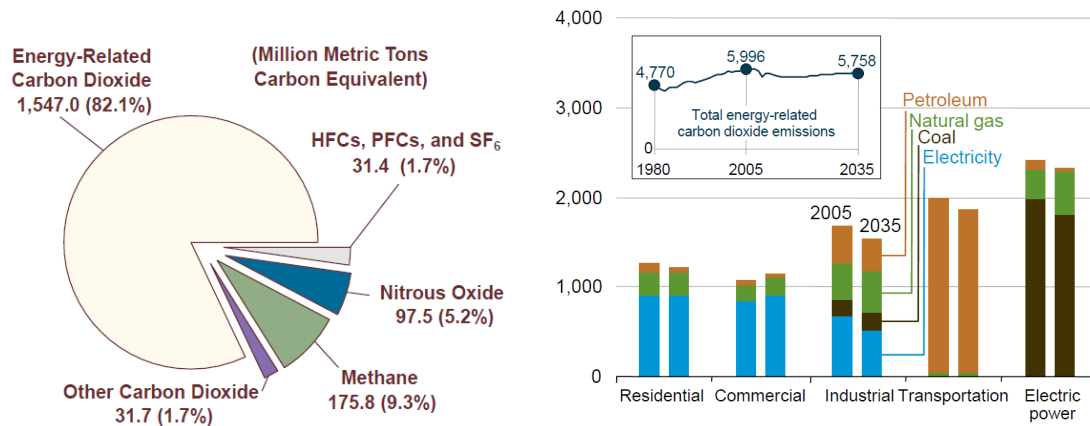 Energy-Related
Carbon Dioxide
1,547.0 (82.1%)
(Million Metric Tons
Carbon Equivalent)
HFCs, PFCs, and SF₆
31.4 (1.7%)
Nitrous Oxide
97.5 (5.2%)
Methane
175.8 (9.3%)
Other Carbon Dioxide
31.7 (1.7%)
4,000
3,000
2,000
1,000
0
4,770
5,996
5,758
Total energy-related
carbon dioxide emissions
0
1980
2005
2035
Petroleum
Natural gas
Coal
Electricity
2005
2035
Residential
Commercial
Industrial
Transportation
Electric
power